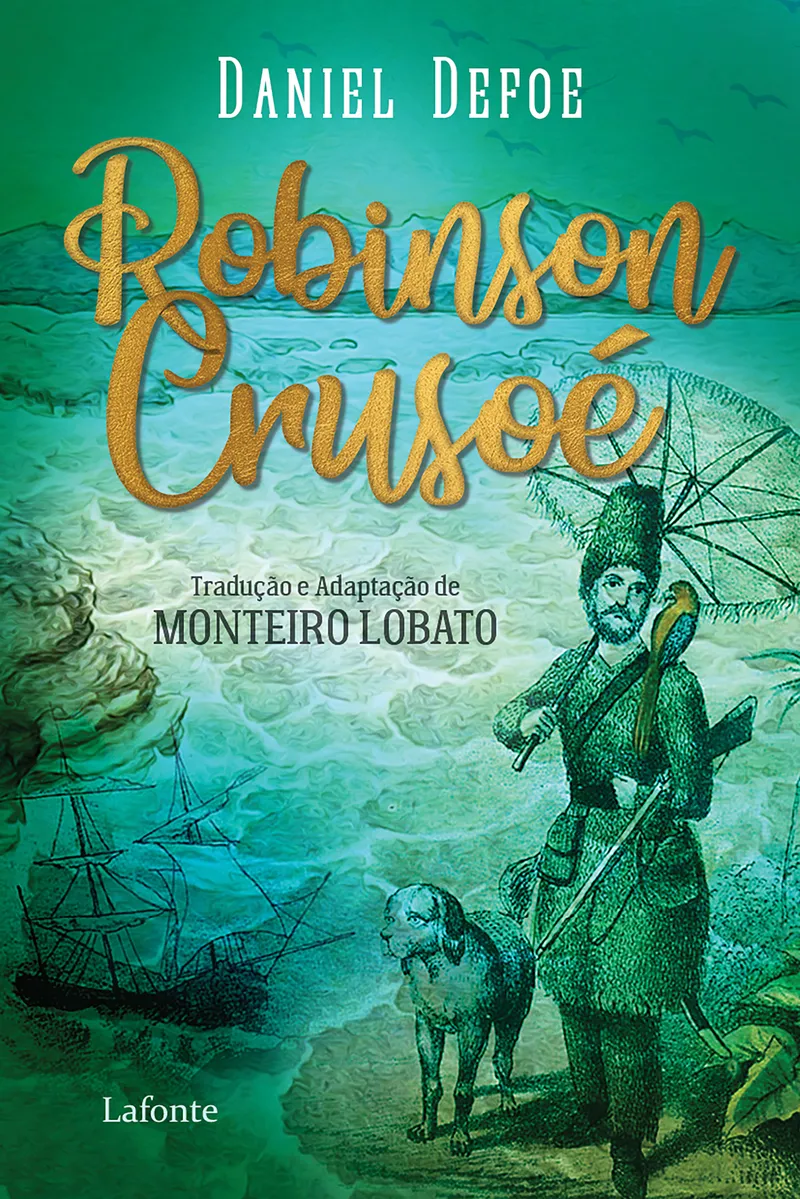 DANIEL DEFOE
Robinson
Crusoé
Tradução e Adaptação de
MONTEIRO LOBATO
Lafonte